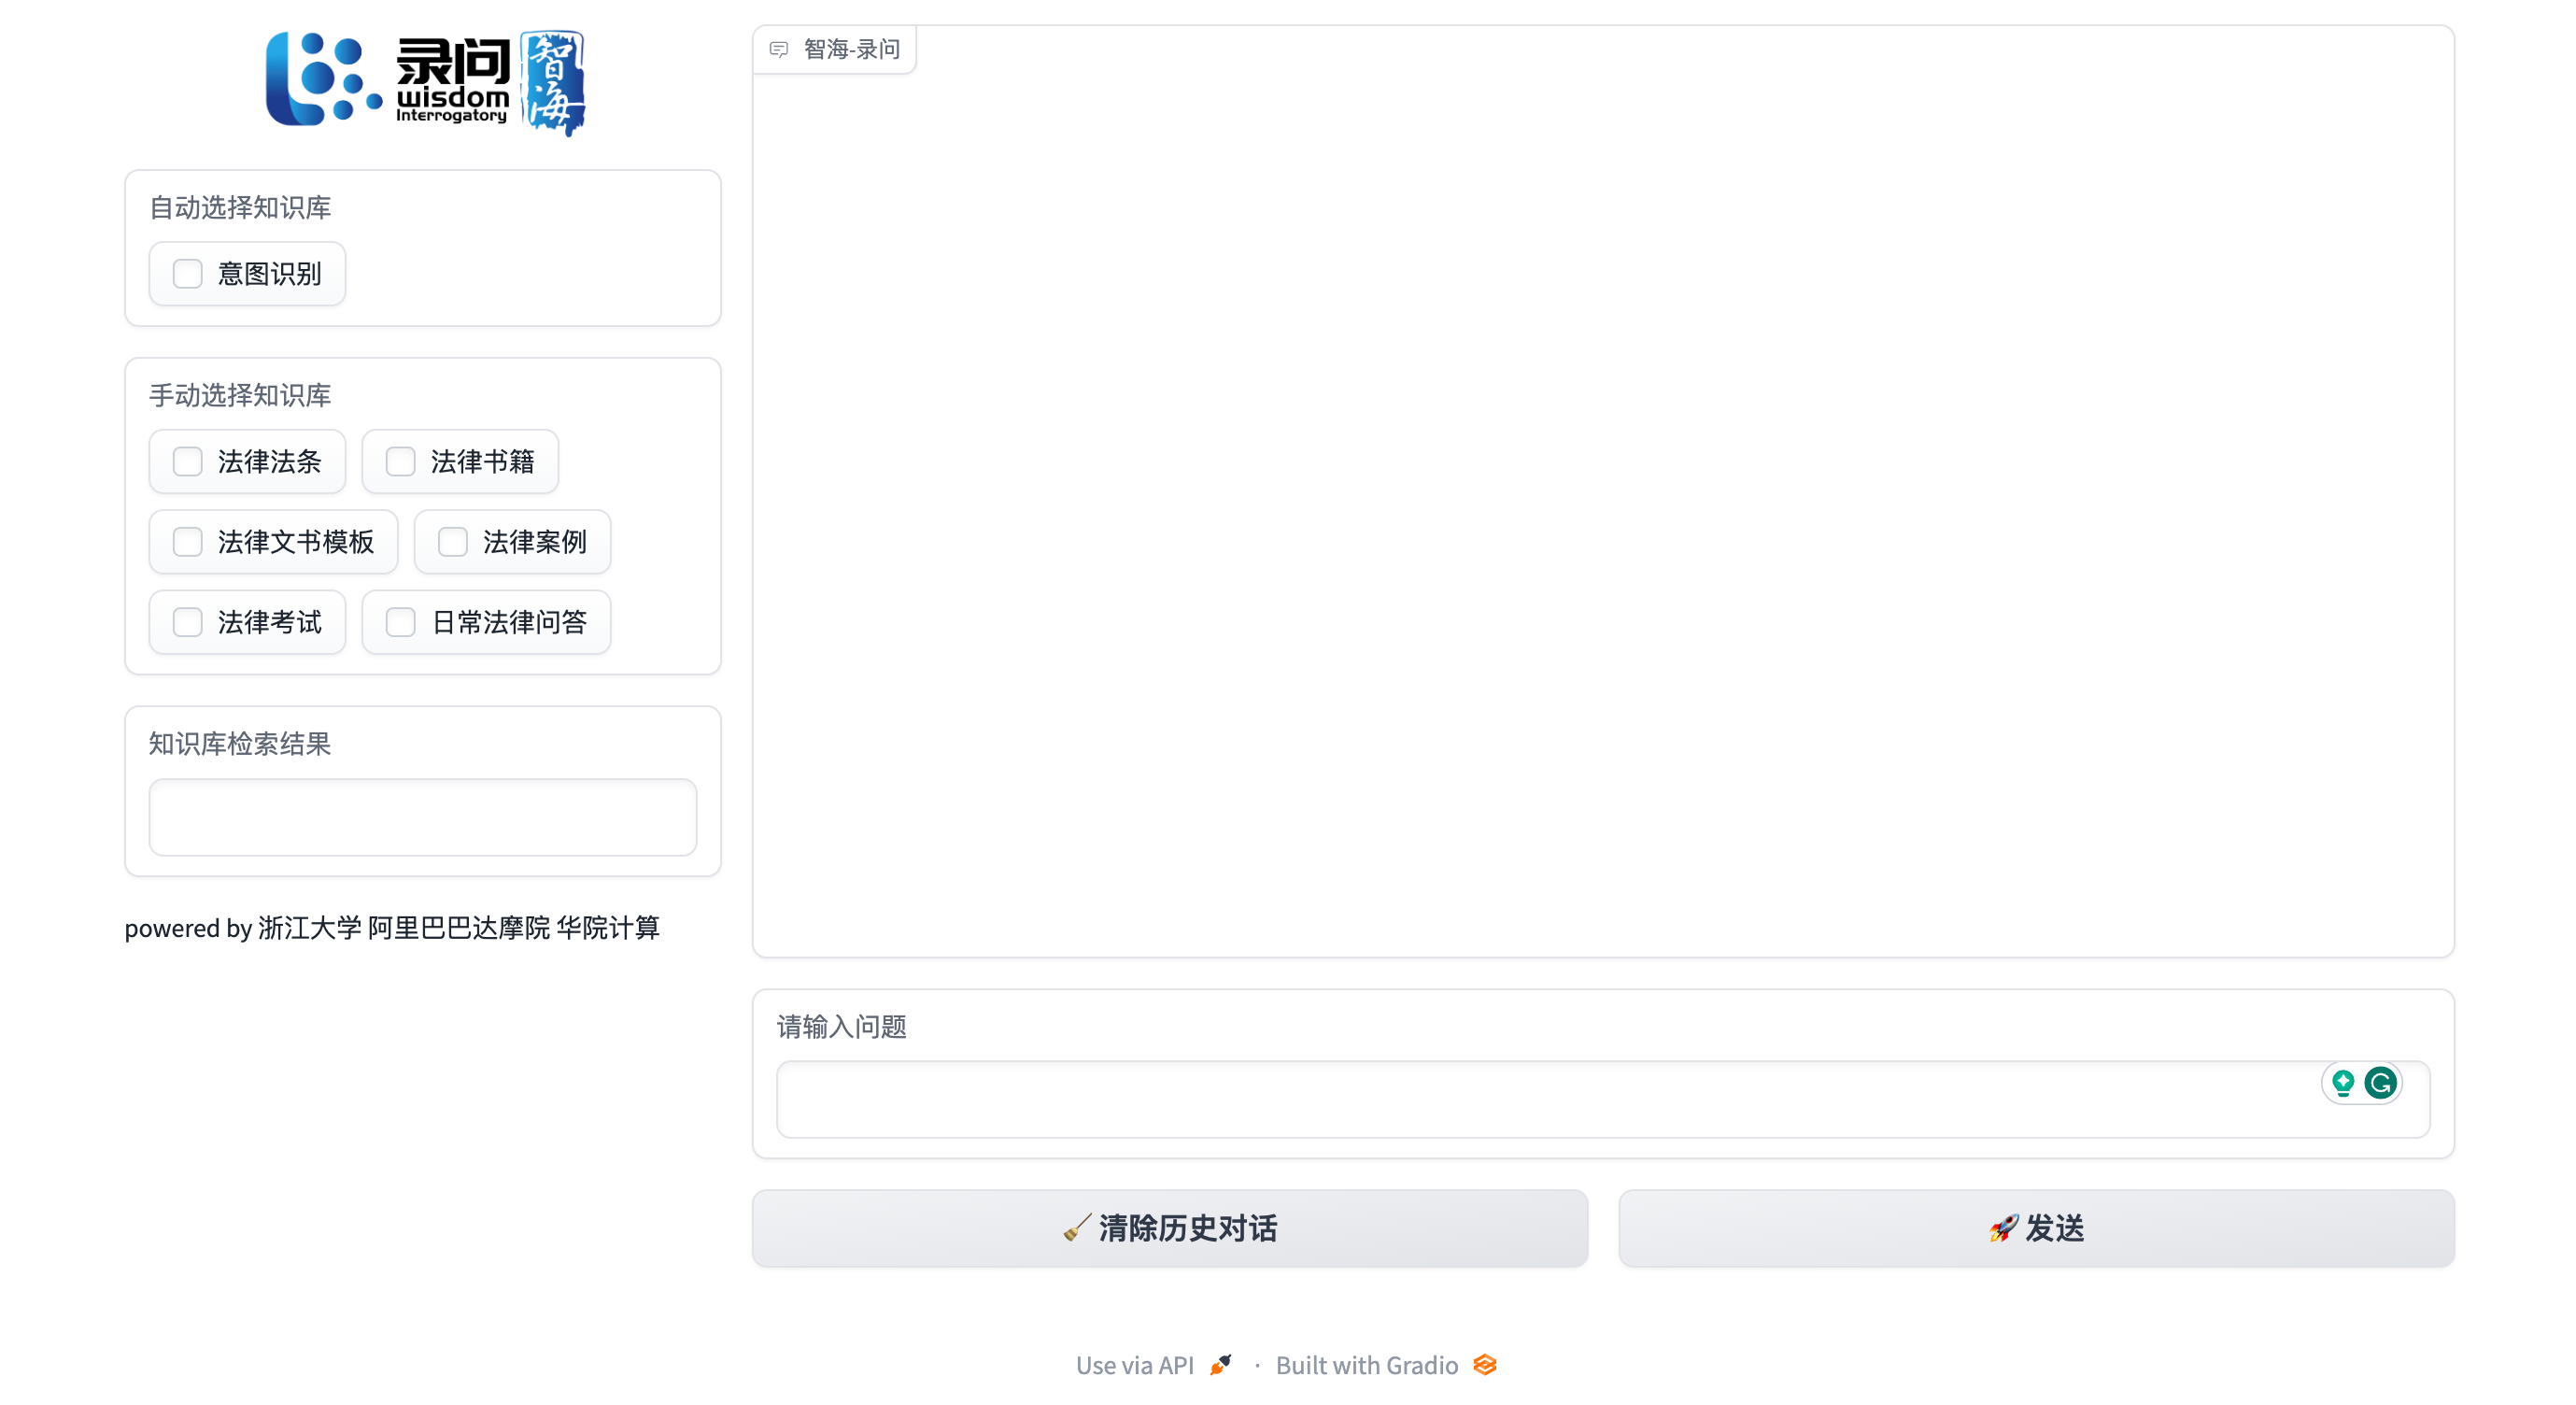 录问
wisdom
Interrogatory
智海
自动选择知识库
意图识别
手动选择知识库
法律法条 法律书籍
法律文书模板 法律案例
法律考试 日常法律问答
知识库检索结果
powered by 浙江大学 阿里巴巴达摩院 华院计算
智海-录问
请输入问题
清除历史对话 发送
Use via API · Built with Gradio